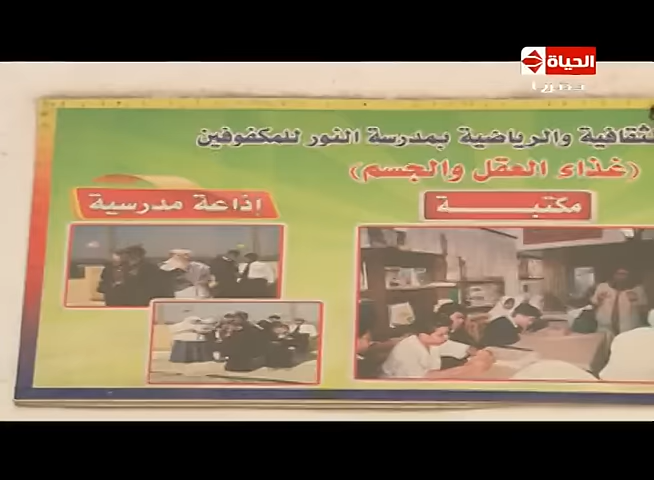 الحياة
الثقافية والرياضية بمدرسة النور للمكفوفين
(غذاء العقل والجسم)
مكتبة
إذاعة مدرسية